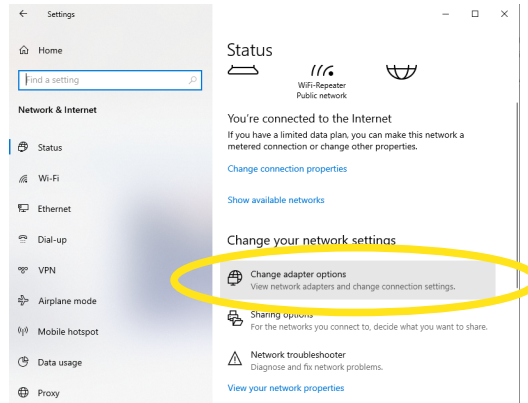 Settings
Home
Find a setting
Network & Internet
Status
Wi-Fi
Ethernet
Dial-up
VPN
Airplane mode
Mobile hotspot
Data usage
Proxy
Status
WiFi-Repeater
Public network
You're connected to the Internet
If you have a limited data plan, you can make this network a
metered connection or change other properties.
Change connection properties
Show available networks
Change your network settings
Change adapter options
View network adapters and change connection settings.
Sharing options
For the networks you connect to, decide what you want to share.
Network troubleshooter
Diagnose and fix network problems.
View your network properties